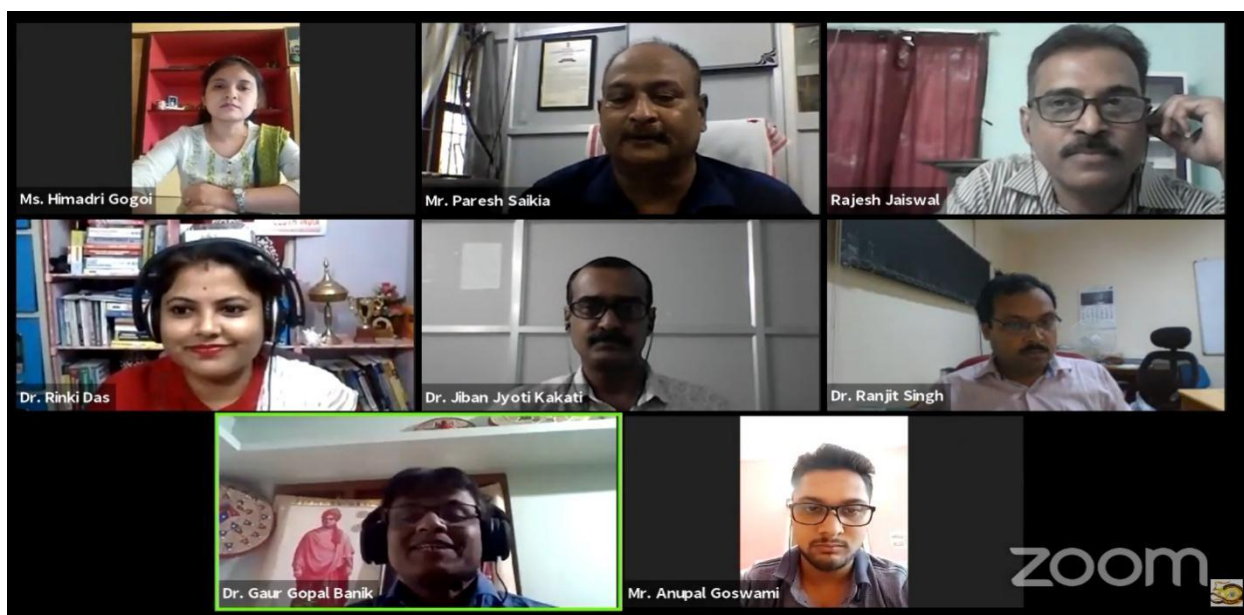 Ms. Himadri Gogoi
Mr. Paresh Saikia
Rajesh Jaiswal
Dr. Rinki Das
Dr. Jiban Jyoti Kakati
Dr. Ranjit Singh
Dr. Gaur Gopal Banik
Mr. Anupal Goswami
zoom